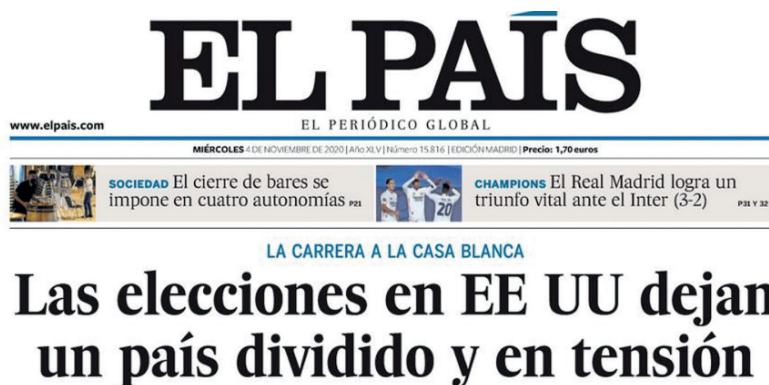 EL PAÍS
www.elpais.com
EL PERIÓDICO GLOBAL
MIÉRCOLES 4 DE NOVIEMBRE DE 2020 | Año XLV | Número 15.816 | EDICIÓN MADRID | Precio: 1,70 euros
SOCIEDAD El cierre de bares se
impone en cuatro autonomías P21
CHAMPIONS El Real Madrid logra un
triunfo vital ante el Inter (3-2) P31 Y 32
20
LA CARRERA A LA CASA BLANCA
Las elecciones en EE UU dejan
un país dividido y en tensión